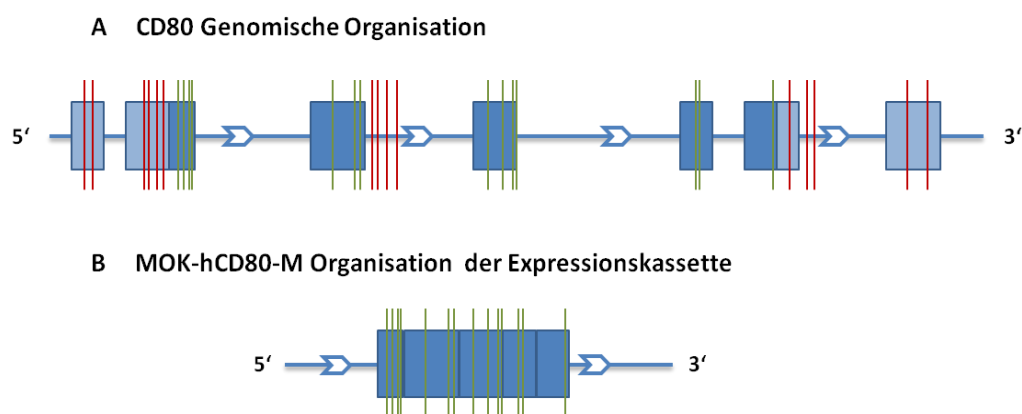 A CD80 Genomische Organisation
5‘ 3‘
B MOK-hCD80-M Organisation der Expressionskassette
5‘ 3‘